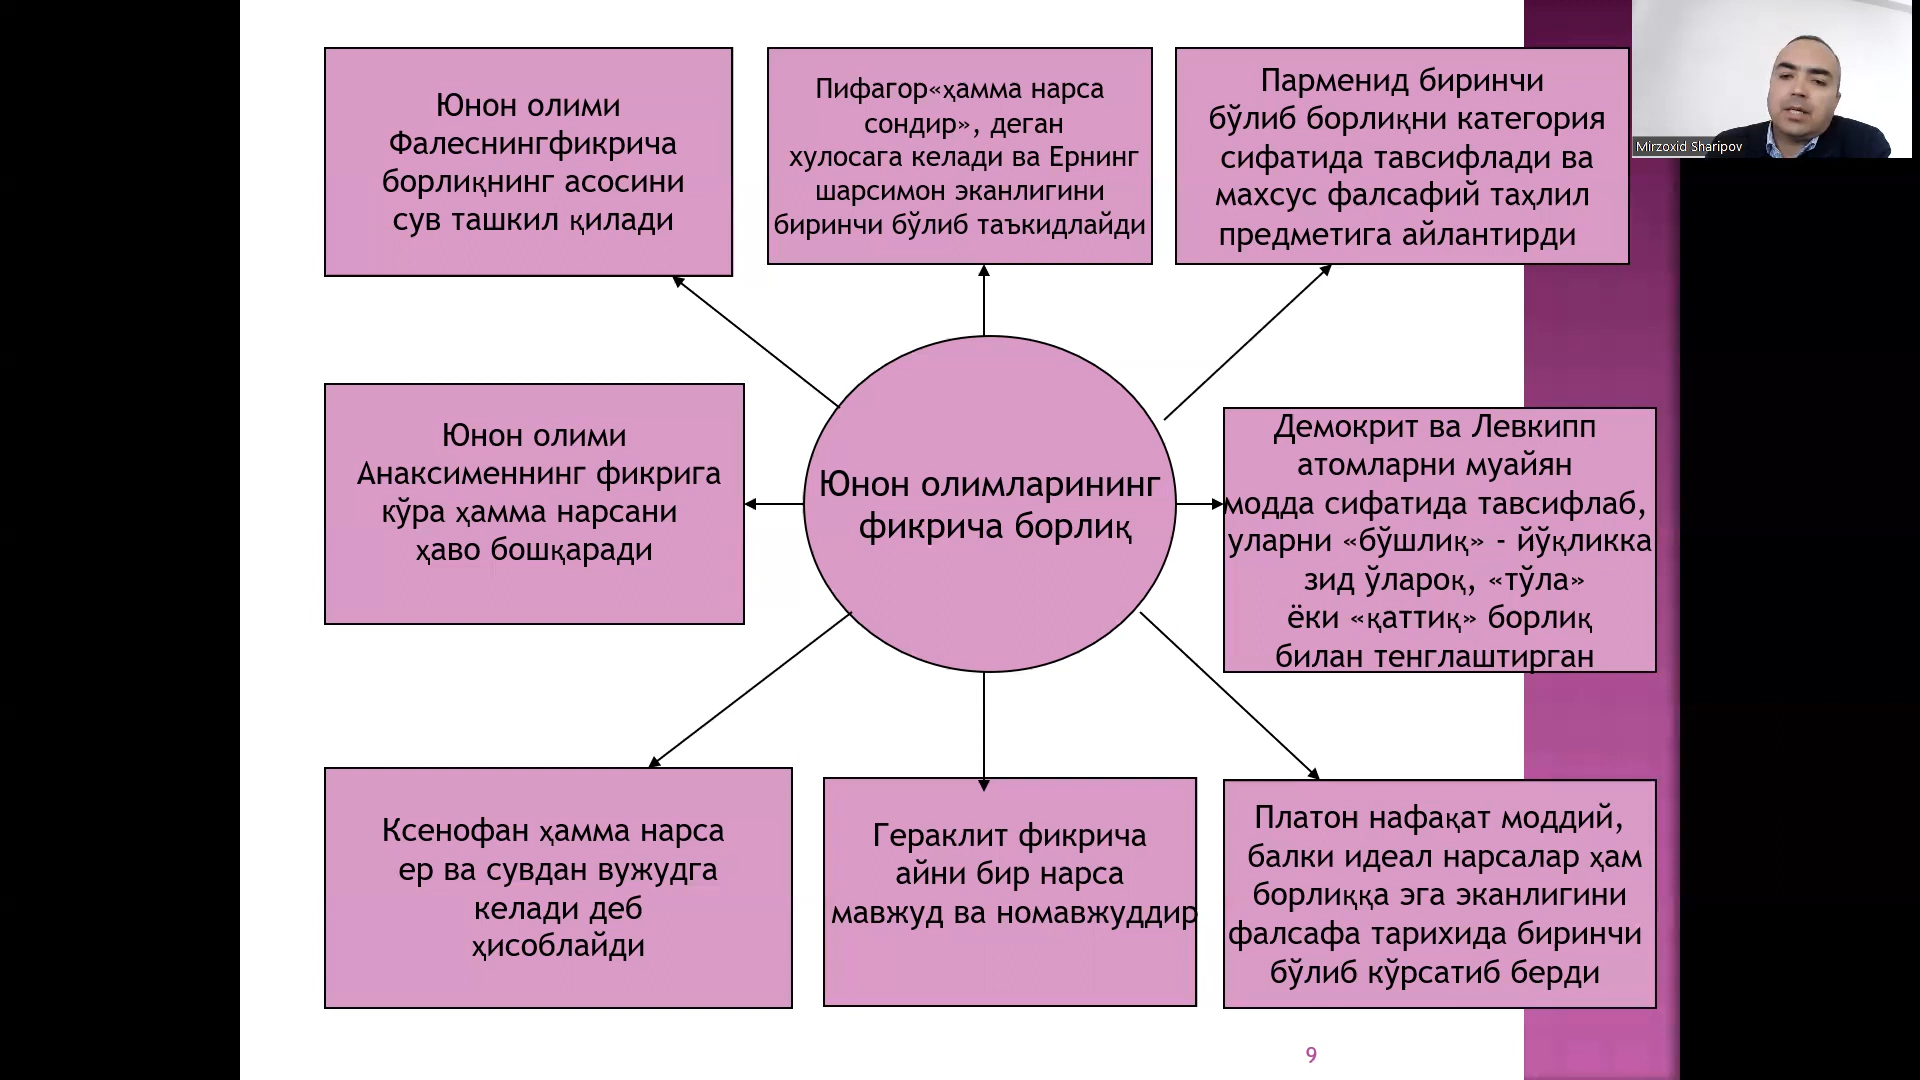 Юнон олими
Фалеснингфикрича
борлиқнинг асосини
сув ташкил қилади
Пифагор«ҳамма нарса
сондир», деган
хулосага келади ва Ернинг
шарсимон эканлигини
биринчи бўлиб таъкидлайди
Парменид биринчи
бўлиб борлиқни категория
сифатида тавсифлади ва
махсус фалсафий таҳлил
предметига айлантирди
Mirzoxid Sharipov
Юнон олими
Анаксименнинг фикрига
кўра ҳамма нарсани
ҳаво бошқаради
Юнон олимларининг
фикрича борлиқ
Демокрит ва Левкипп
атомларни муайян
модда сифатида тавсифлаб,
уларни «бўшлиқ» - йўқликка
зид ўлароқ, «тўла»
ёки «қаттиқ» борлиқ
билан тенглаштирган
Ксенофан ҳамма нарса
ер ва сувдан вужудга
келади деб
ҳисоблайди
Гераклит фикрича
айни бир нарса
мавжуд ва номавжуддир
Платон нафақат моддий,
балки идеал нарсалар ҳам
борлиққа эга эканлигини
фалсафа тарихида биринчи
бўлиб кўрсатиб берди
9